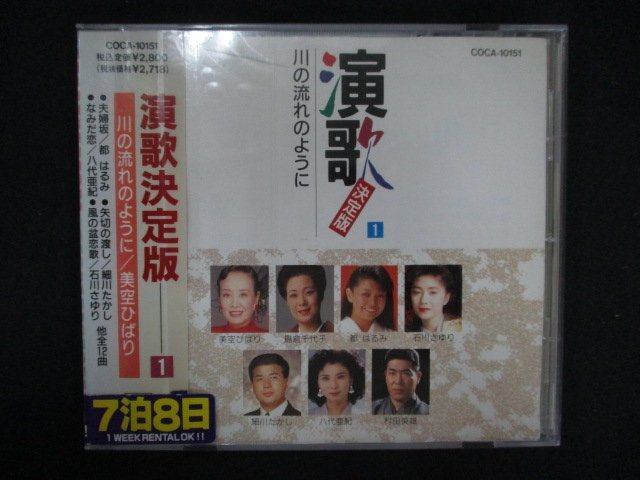 COCA-10151
税込定価¥2,800
(税抜価格¥2,718)
演歌決定版
川の流れのように/美空ひばり
●夫婦坂/都 はるみ ●矢切の渡し/細川たかし
●なみだ恋/八代亜紀 ●風の盆恋歌/石川さゆり 他全12曲
1
7泊8日
1 WEEK RENTAL OK!!
COCA-10151
演歌
決定版
1
川の流れのように
美空ひばり
島倉千代子
都 はるみ
石川さゆり
細川たかし
八代亜紀
村田英雄